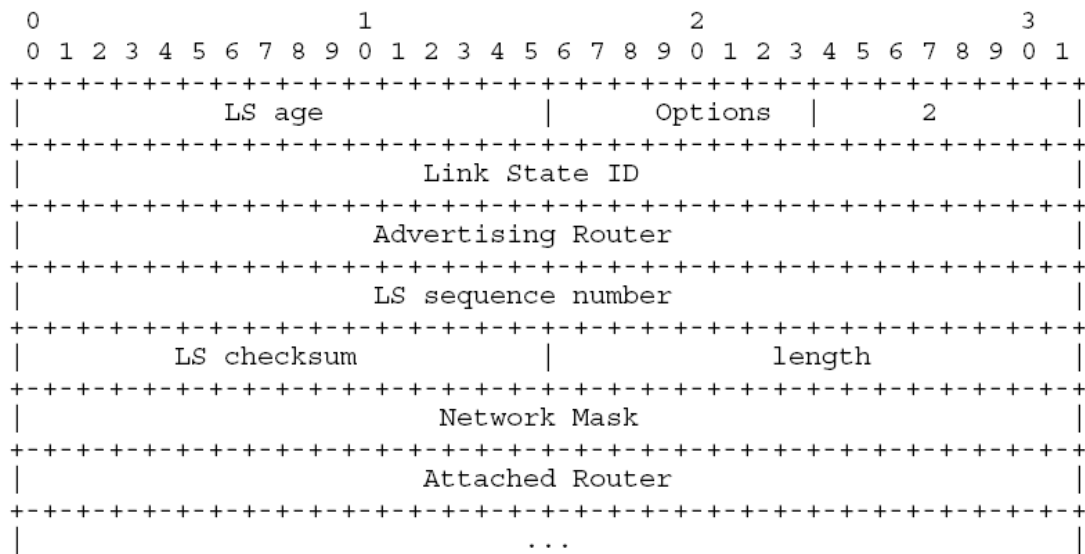 0                   1                   2                   3
0 1 2 3 4 5 6 7 8 9 0 1 2 3 4 5 6 7 8 9 0 1 2 3 4 5 6 7 8 9 0 1
+-+-+-+-+-+-+-+-+-+-+-+-+-+-+-+-+-+-+-+-+-+-+-+-+-+-+-+-+-+-+-+-+
|            LS age             |      Options  |      2        |
+-+-+-+-+-+-+-+-+-+-+-+-+-+-+-+-+-+-+-+-+-+-+-+-+-+-+-+-+-+-+-+-+
|                        Link State ID                          |
+-+-+-+-+-+-+-+-+-+-+-+-+-+-+-+-+-+-+-+-+-+-+-+-+-+-+-+-+-+-+-+-+
|                     Advertising Router                        |
+-+-+-+-+-+-+-+-+-+-+-+-+-+-+-+-+-+-+-+-+-+-+-+-+-+-+-+-+-+-+-+-+
|                     LS sequence number                        |
+-+-+-+-+-+-+-+-+-+-+-+-+-+-+-+-+-+-+-+-+-+-+-+-+-+-+-+-+-+-+-+-+
|         LS checksum           |             length            |
+-+-+-+-+-+-+-+-+-+-+-+-+-+-+-+-+-+-+-+-+-+-+-+-+-+-+-+-+-+-+-+-+
|                         Network Mask                          |
+-+-+-+-+-+-+-+-+-+-+-+-+-+-+-+-+-+-+-+-+-+-+-+-+-+-+-+-+-+-+-+-+
|                        Attached Router                        |
+-+-+-+-+-+-+-+-+-+-+-+-+-+-+-+-+-+-+-+-+-+-+-+-+-+-+-+-+-+-+-+-+
|                              ...                              |